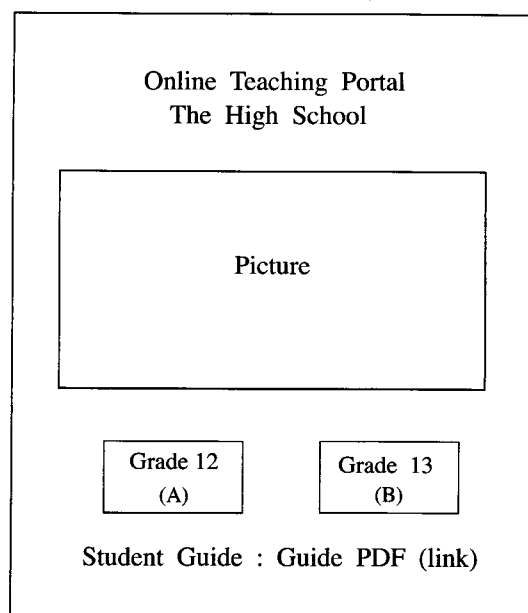 Online Teaching Portal
The High School
Picture
Grade 12
(A)
Grade 13
(B)
Student Guide : Guide PDF (link)